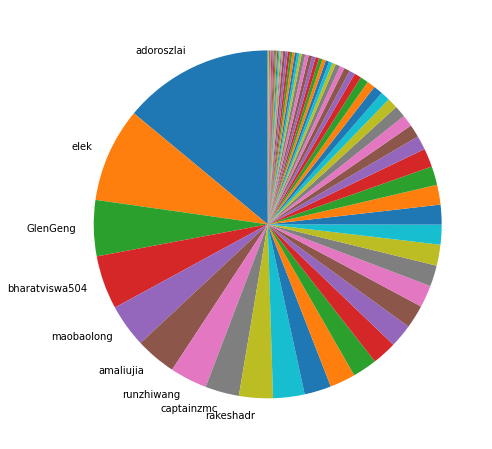 adoroszlai
elek
GlenGeng
bharatviswa504
maobaolong
amaliujia
runzhiwang
captainzmc
rakeshadr